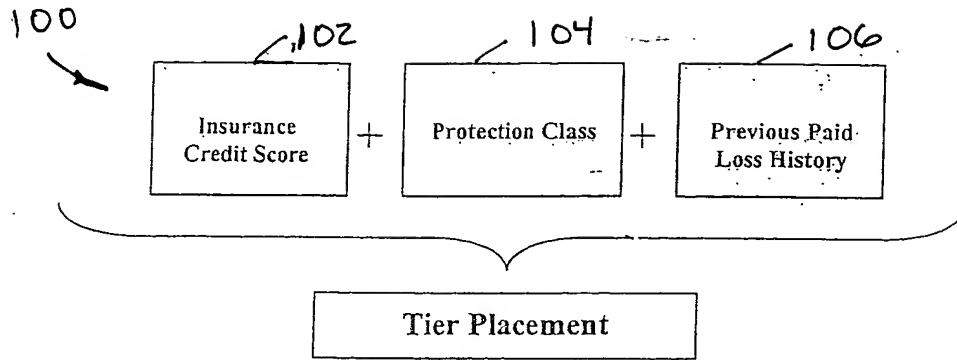 100
102
104
106
Insurance
Credit Score
+
Protection Class
+
Previous Paid
Loss History
Tier Placement